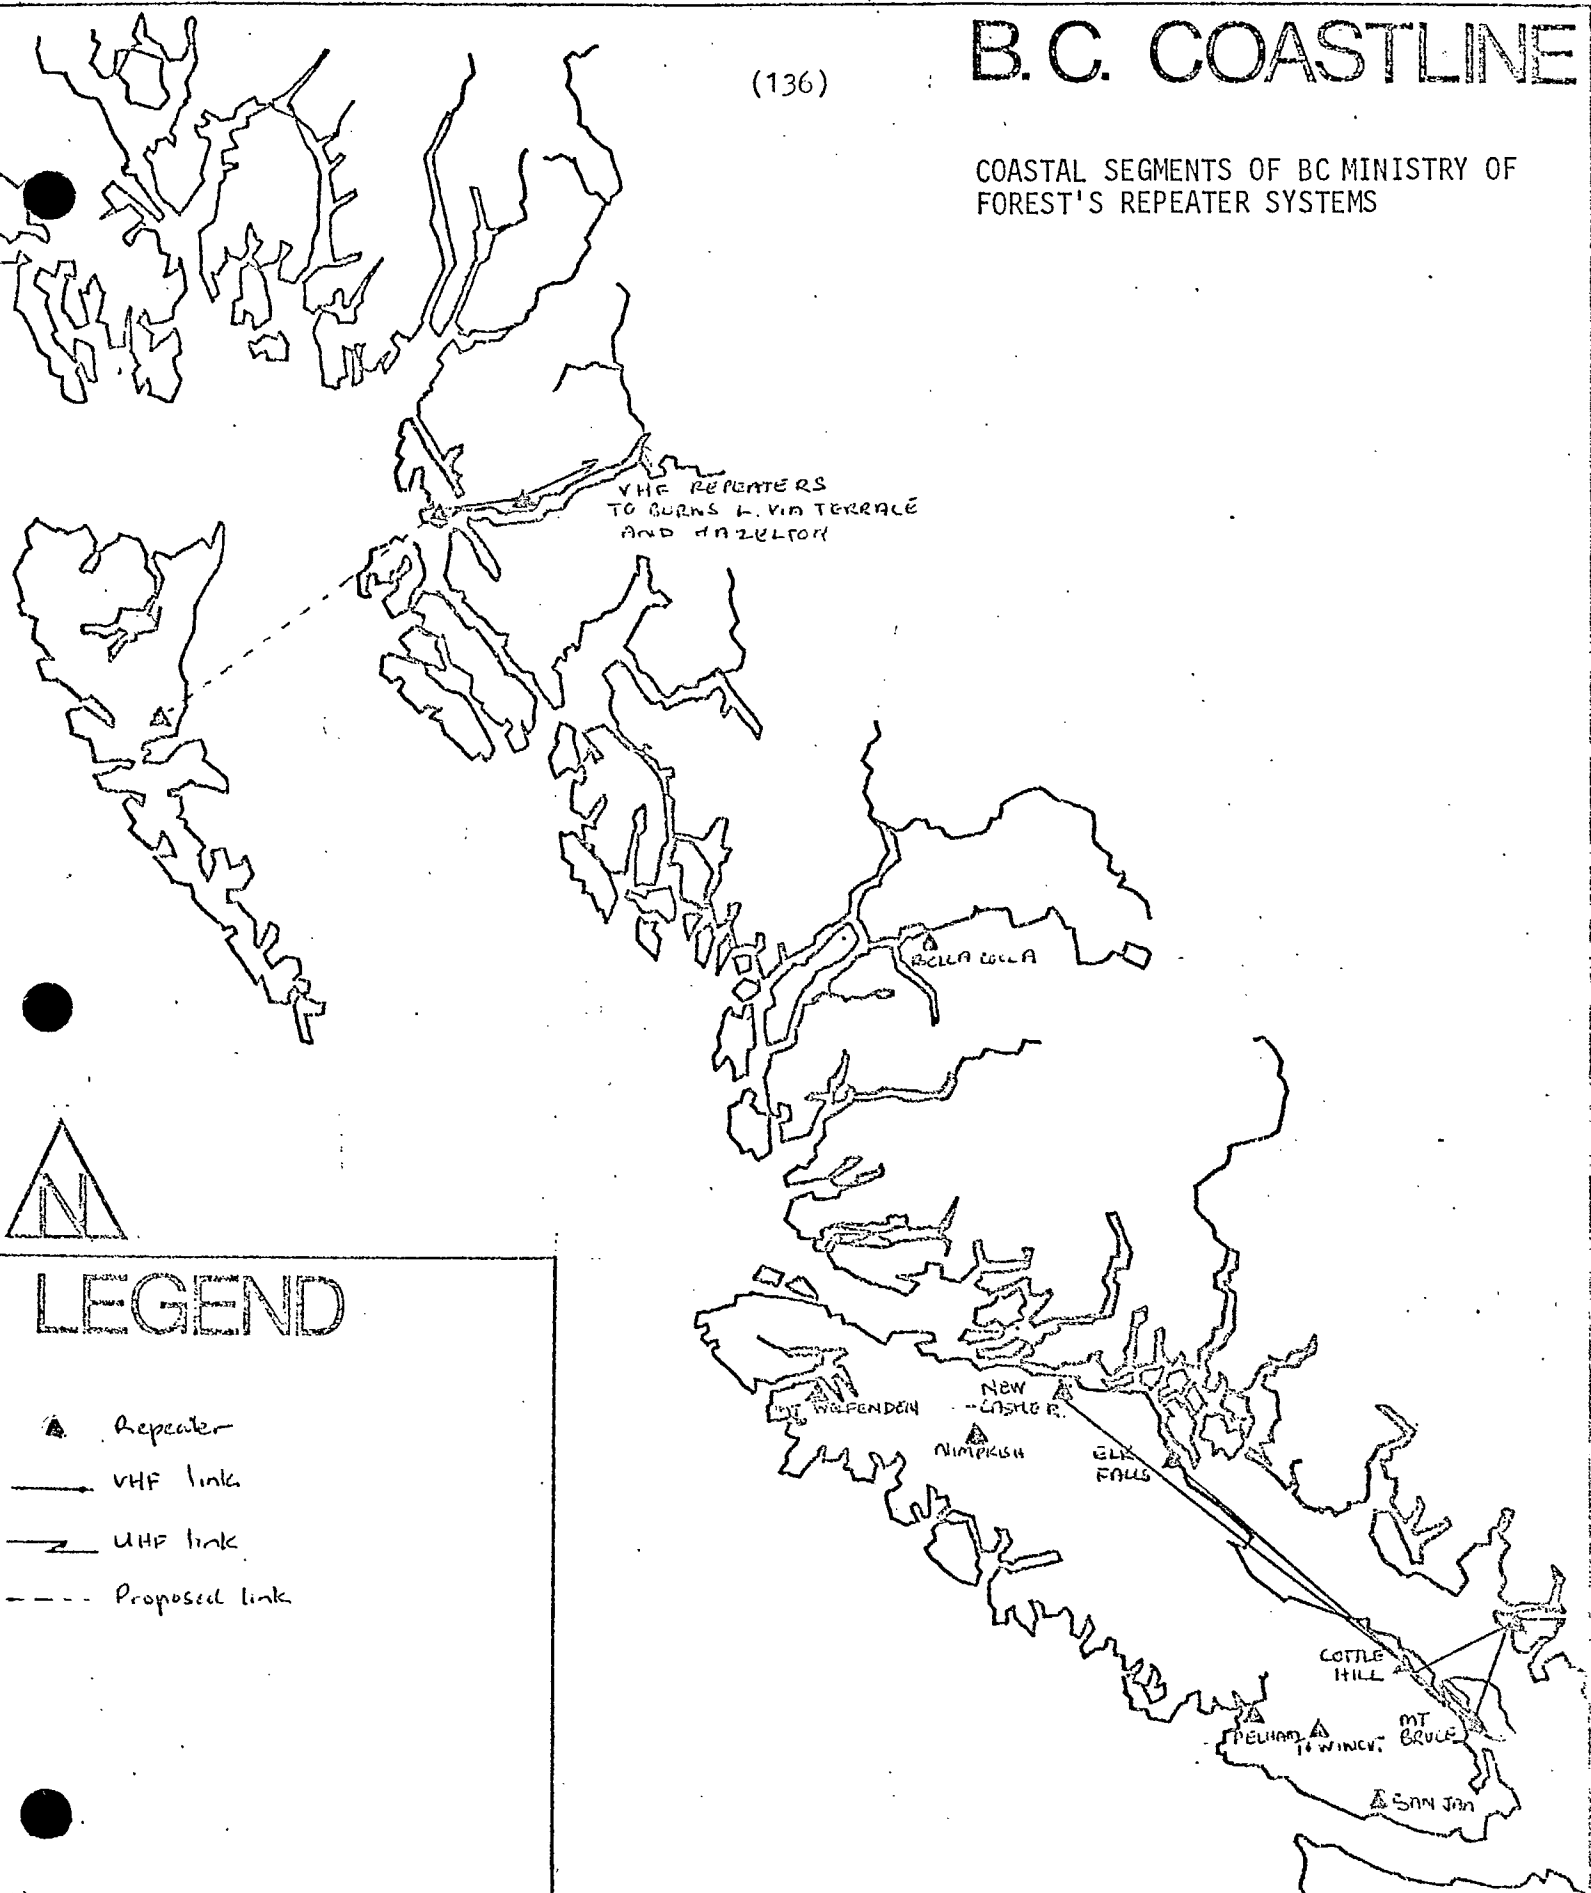 (136)
B.C. COASTLINE
COASTAL SEGMENTS OF BC MINISTRY OF
FOREST'S REPEATER SYSTEMS
VHF REPEATERS
TO BURNS L. VIA TERRACE
AND HAZELTON
BELLA COOLA
N
LEGEND
Repeater
VHF link
UHF link
Proposed link
MT. WOLFENDEN
NEW
CASTLE R.
NIMPKISH
ELK
FALLS
COTTLE
HILL
MT
BRUCE
PELHAM
SAN JUAN